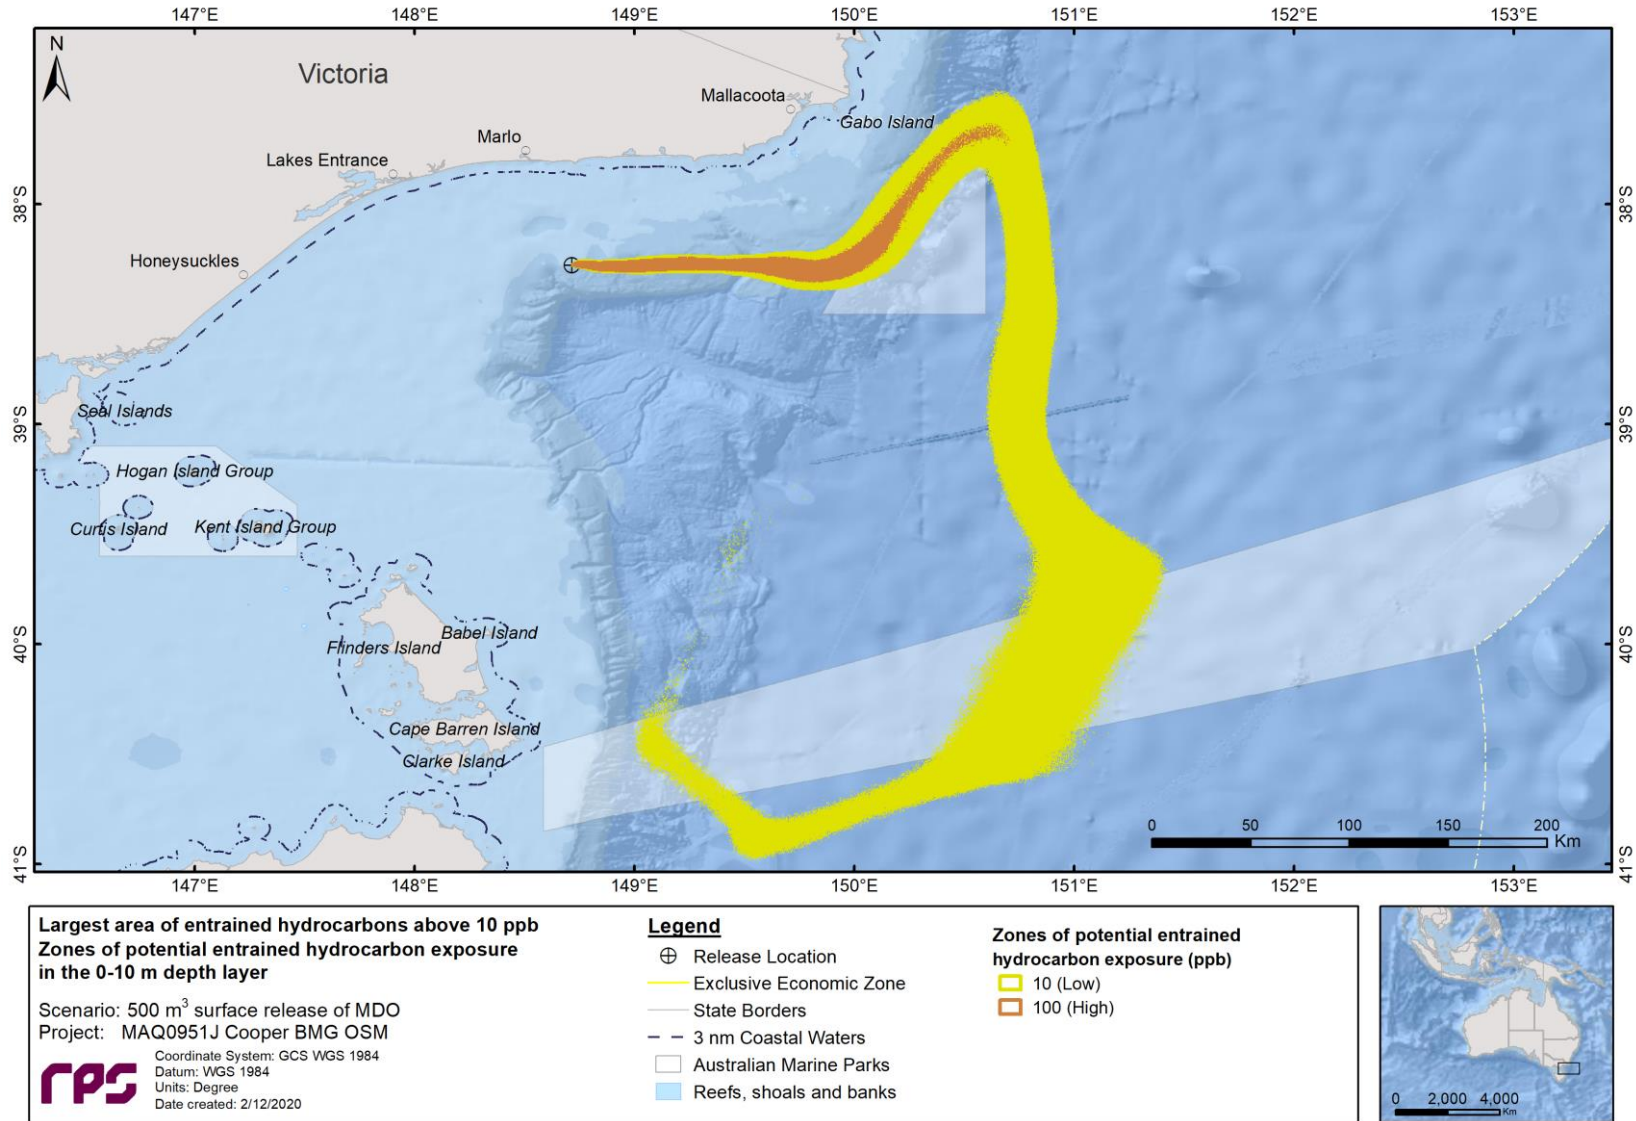 147°E 148°E 149°E 150°E 151°E 152°E 153°E
N
Victoria
Mallacoota
Gabo Island
Marlo
Lakes Entrance
38°S 38°S
Honeysuckles
Seal Islands
39°S 39°S
Hogan Island Group
Curtis Island
Kent Island Group
Babel Island
Flinders Island
40°S 40°S
Cape Barren Island
Clarke Island
0 50 100 150 200
Km
41°S 41°S
147°E 148°E 149°E 150°E 151°E 152°E 153°E
Largest area of entrained hydrocarbons above 10 ppb
Zones of potential entrained hydrocarbon exposure
in the 0-10 m depth layer
Scenario: 500 m³ surface release of MDO
Project: MAQ0951J Cooper BMG OSM
rps
Coordinate System: GCS WGS 1984
Datum: WGS 1984
Units: Degree
Date created: 2/12/2020
Legend
Release Location
Exclusive Economic Zone
State Borders
3 nm Coastal Waters
Australian Marine Parks
Reefs, shoals and banks
Zones of potential entrained
hydrocarbon exposure (ppb)
10 (Low)
100 (High)
0 2,000 4,000
Km